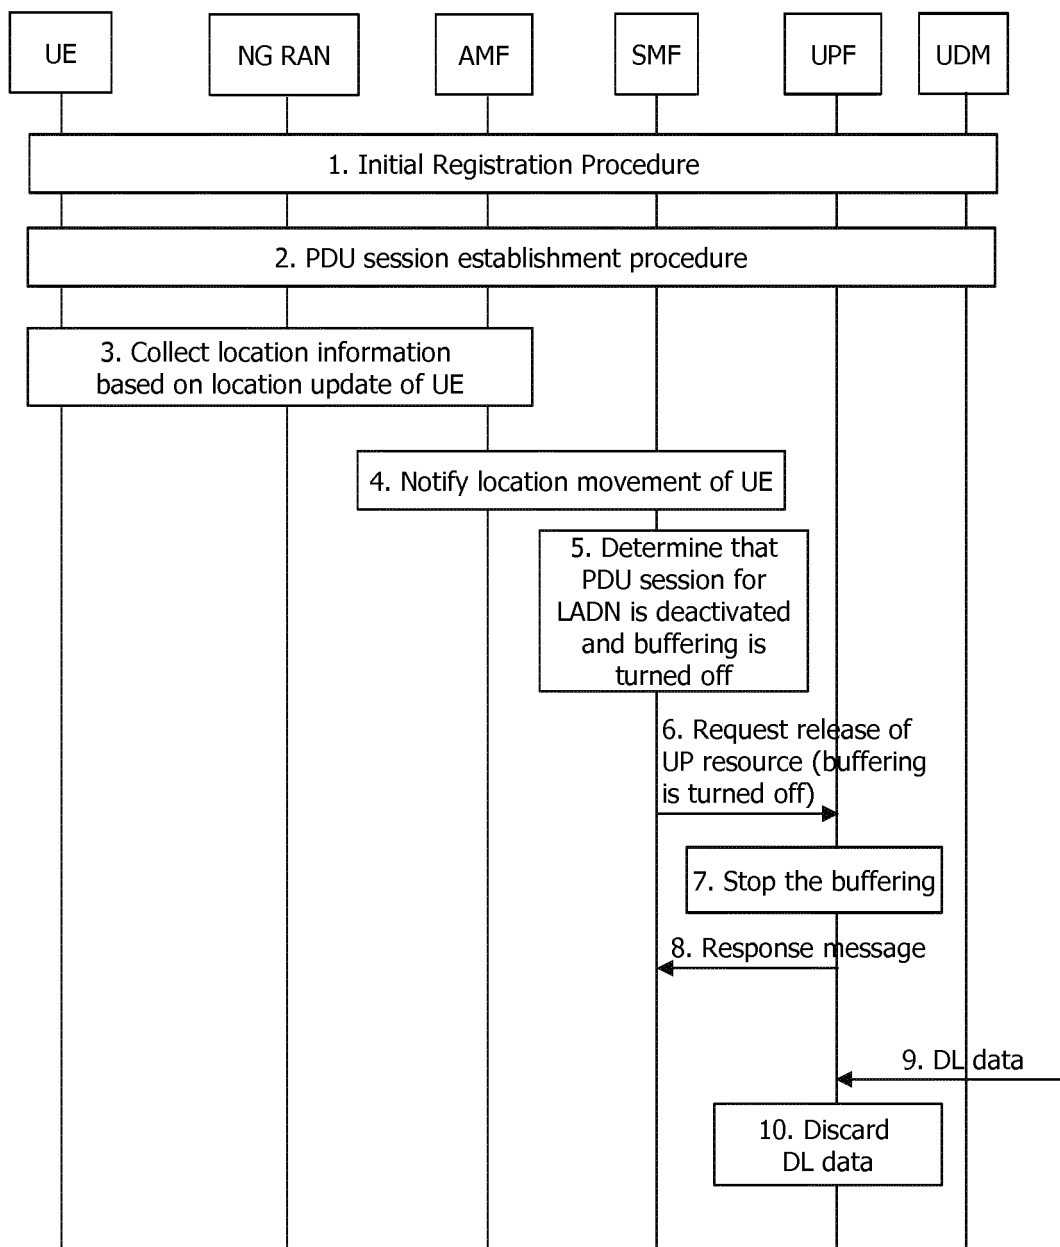 UE
NG RAN
AMF
SMF
UPF
UDM
1. Initial Registration Procedure
2. PDU session establishment procedure
3. Collect location information
based on location update of UE
4. Notify location movement of UE
5. Determine that
PDU session for
LADN is deactivated
and buffering is
turned off
6. Request release of
UP resource (buffering
is turned off)
7. Stop the buffering
8. Response message
9. DL data
10. Discard
DL data